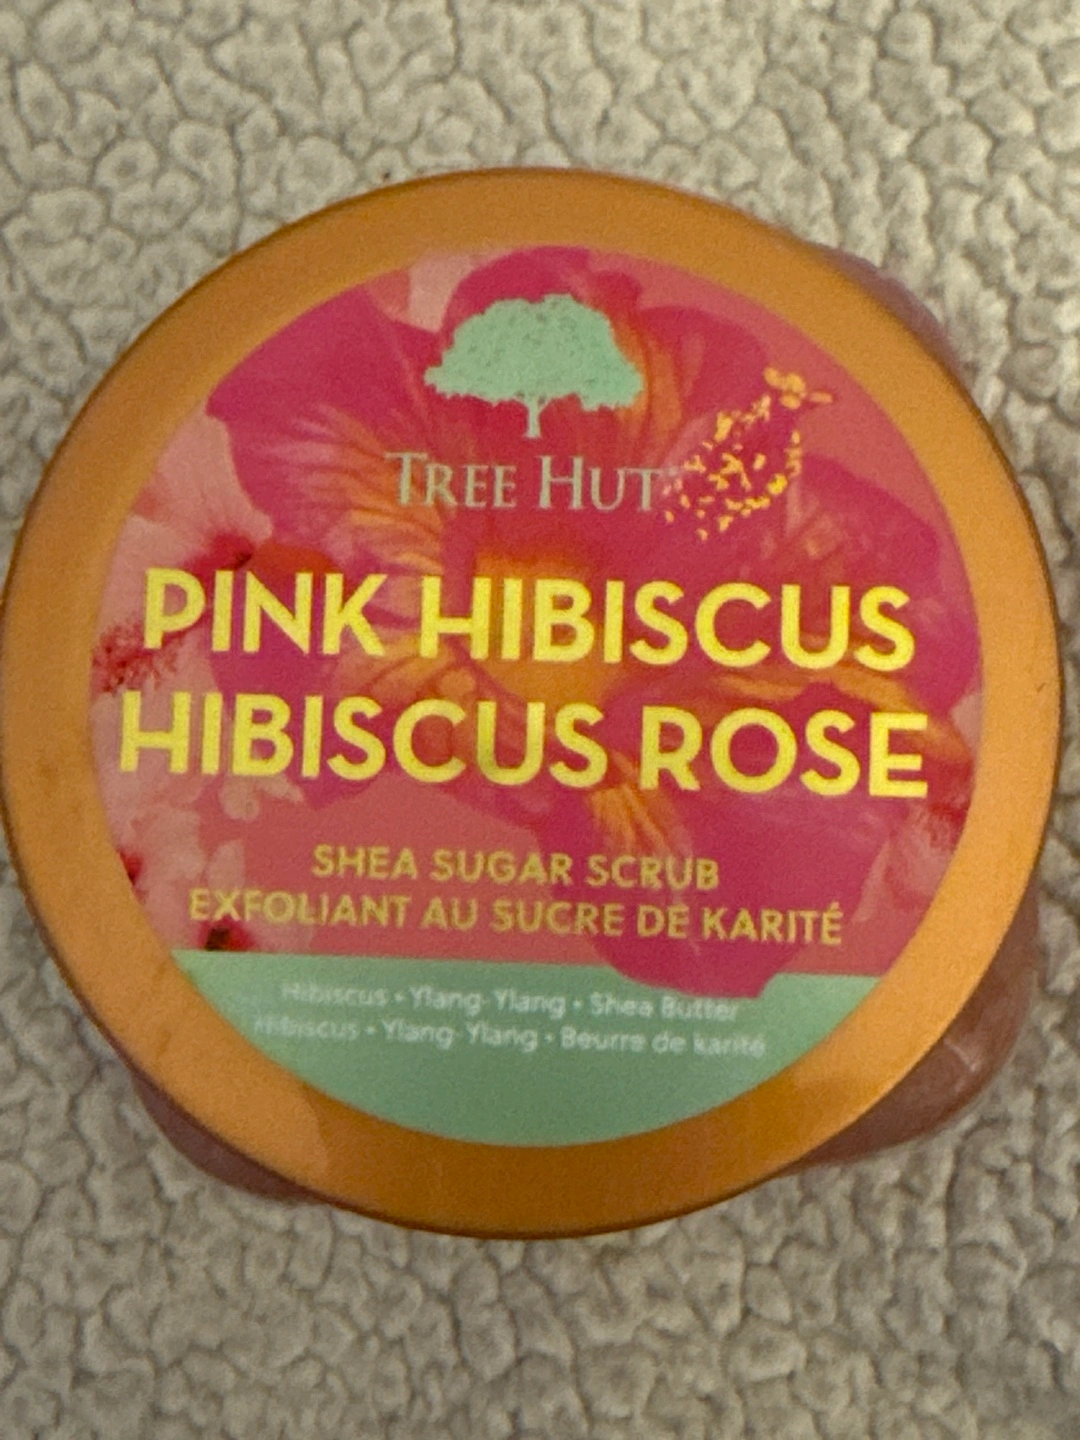 TREE HUT
PINK HIBISCUS
HIBISCUS ROSE
SHEA SUGAR SCRUB
EXFOLIANT AU SUCRE DE KARITÉ
Hibiscus • Ylang-Ylang • Shea Butter
Hibiscus • Ylang-Ylang • Beurre de karité